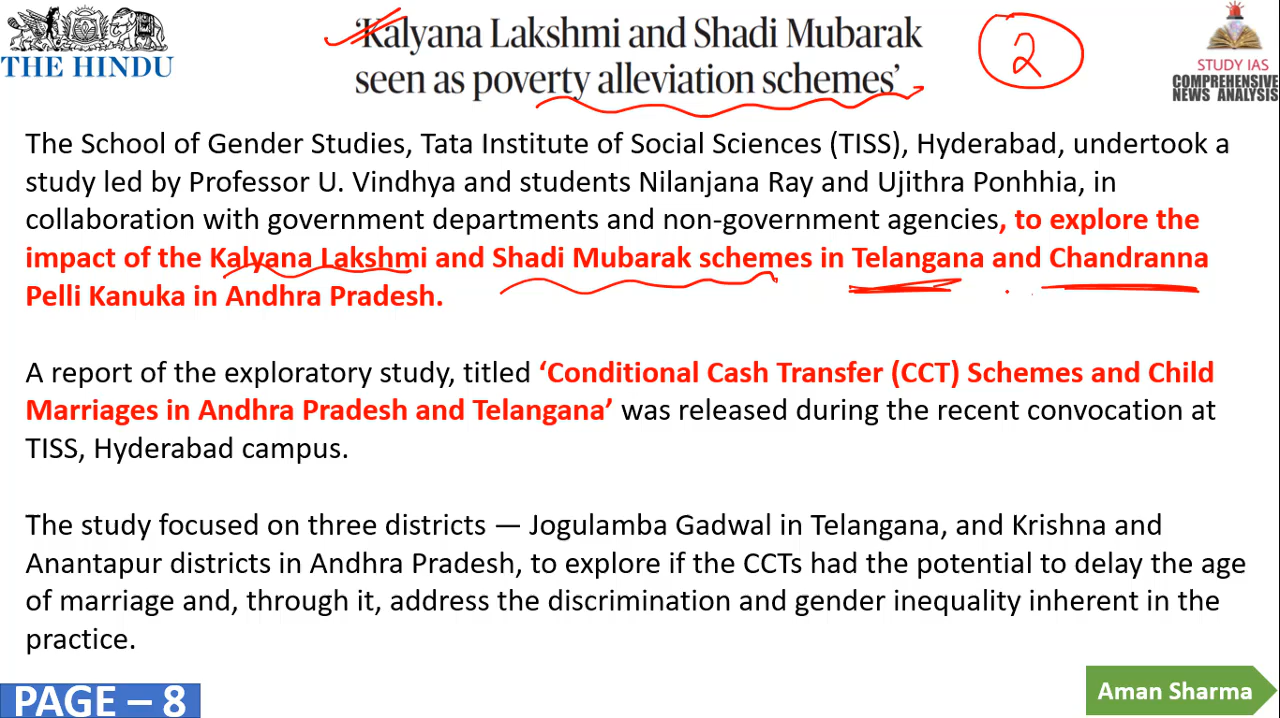 THE HINDU
‘Kalyana Lakshmi and Shadi Mubarak
seen as poverty alleviation schemes’
2
STUDY IAS
COMPREHENSIVE
NEWS ANALYSIS
The School of Gender Studies, Tata Institute of Social Sciences (TISS), Hyderabad, undertook a
study led by Professor U. Vindhya and students Nilanjana Ray and Ujithra Ponhhia, in
collaboration with government departments and non-government agencies, to explore the
impact of the Kalyana Lakshmi and Shadi Mubarak schemes in Telangana and Chandranna
Pelli Kanuka in Andhra Pradesh.
A report of the exploratory study, titled ‘Conditional Cash Transfer (CCT) Schemes and Child
Marriages in Andhra Pradesh and Telangana’ was released during the recent convocation at
TISS, Hyderabad campus.
The study focused on three districts — Jogulamba Gadwal in Telangana, and Krishna and
Anantapur districts in Andhra Pradesh, to explore if the CCTs had the potential to delay the age
of marriage and, through it, address the discrimination and gender inequality inherent in the
practice.
PAGE – 8
Aman Sharma